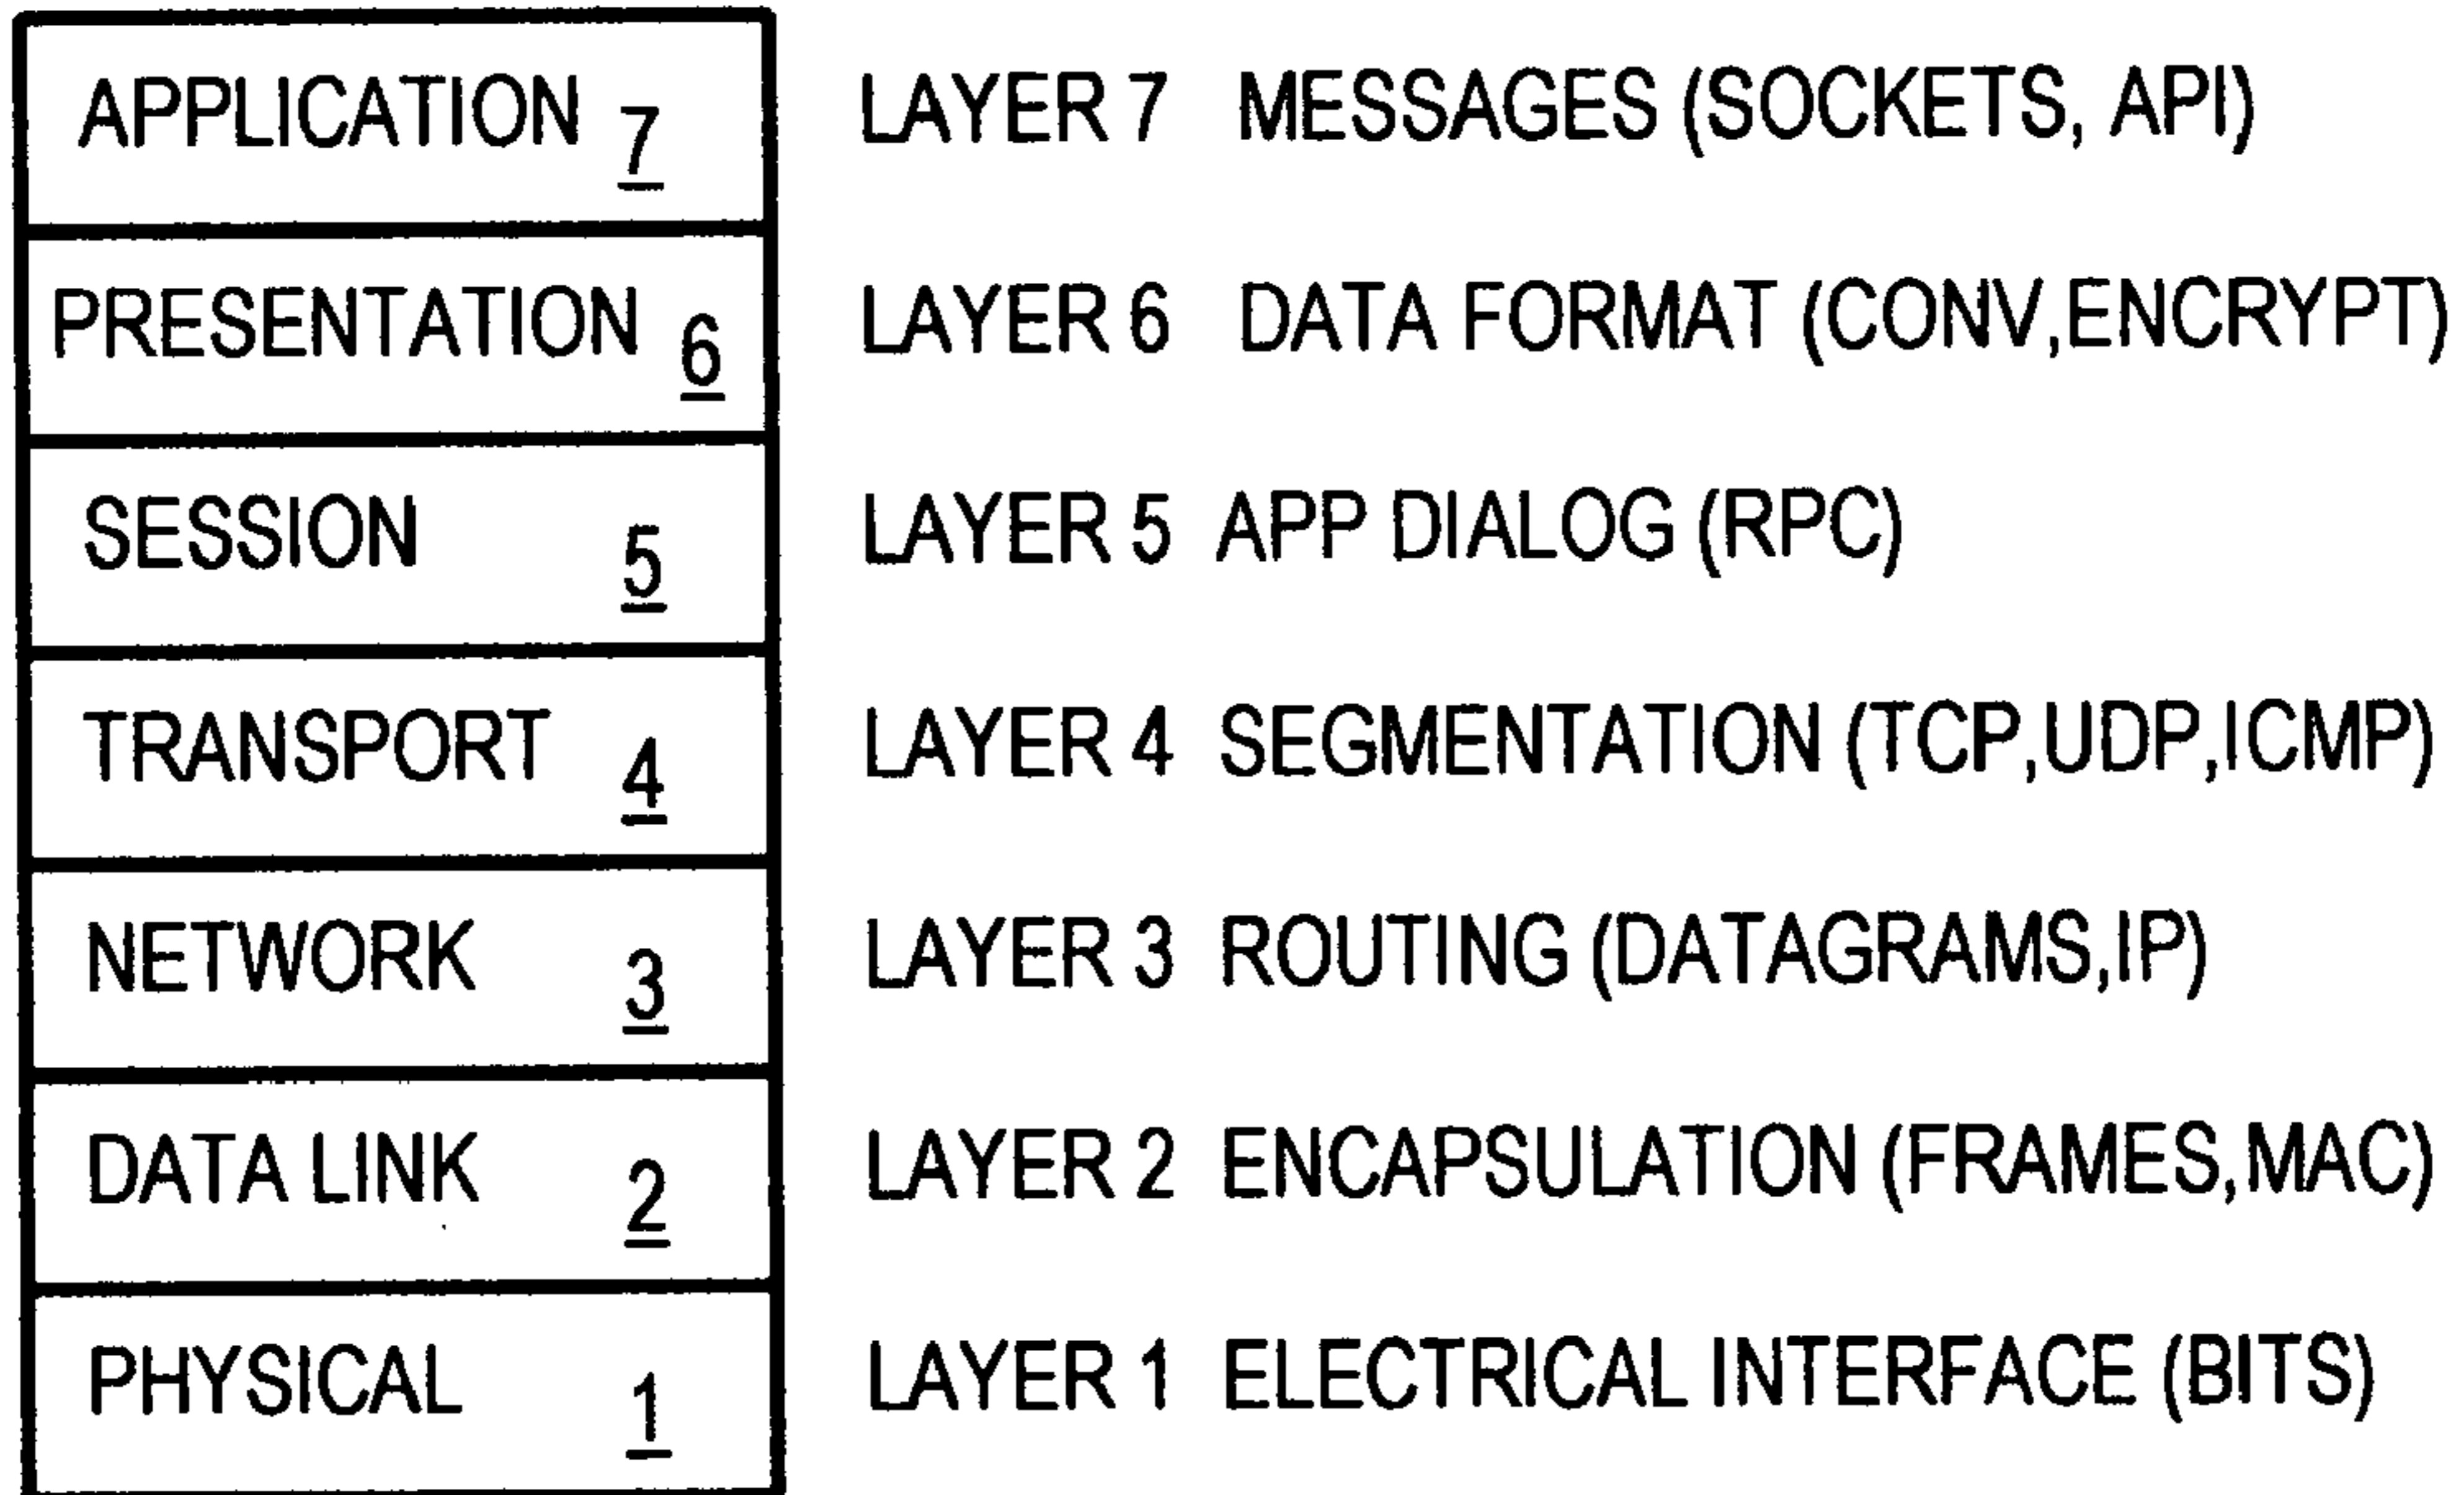 APPLICATION 7 LAYER 7 MESSAGES (SOCKETS, API)
PRESENTATION 6 LAYER 6 DATA FORMAT (CONV,ENCRYPT)
SESSION 5 LAYER 5 APP DIALOG (RPC)
TRANSPORT 4 LAYER 4 SEGMENTATION (TCP,UDP,ICMP)
NETWORK 3 LAYER 3 ROUTING (DATAGRAMS,IP)
DATA LINK 2 LAYER 2 ENCAPSULATION (FRAMES,MAC)
PHYSICAL 1 LAYER 1 ELECTRICAL INTERFACE (BITS)